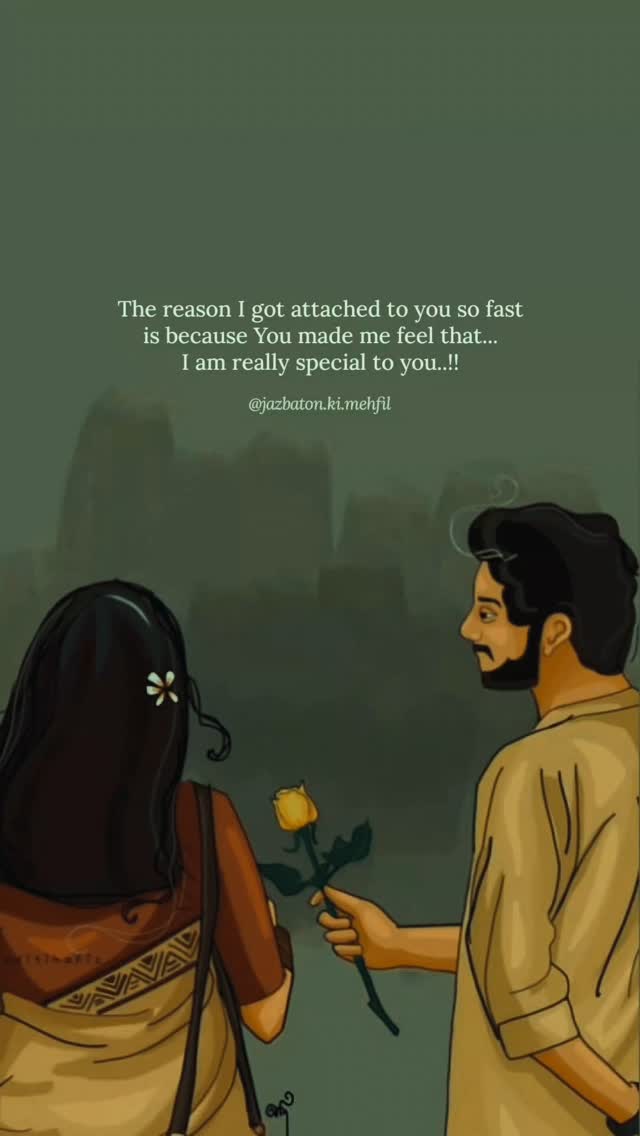 The reason I got attached to you so fast
is because You made me feel that...
I am really special to you..!!
@jazbaton.ki.mehfil